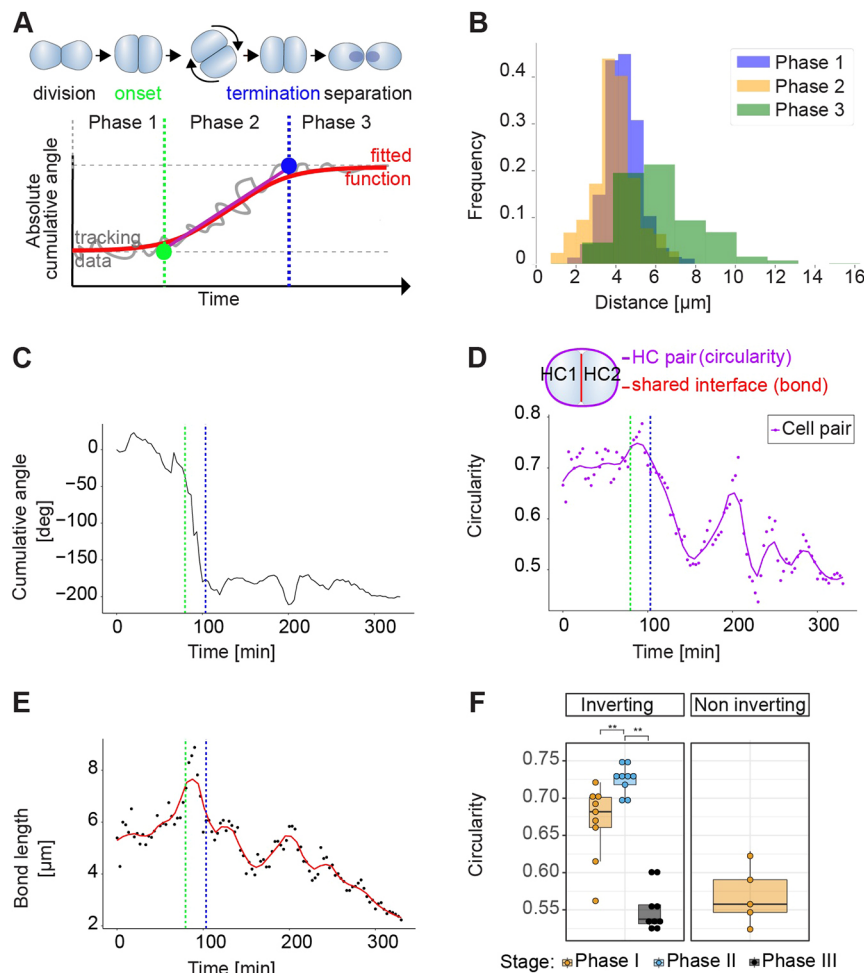 A
division onset termination separation
Phase 1 Phase 2 Phase 3
fitted
function
tracking
data
Absolute
cumulative angle
Time
B
Phase 1
Phase 2
Phase 3
Frequency
0.4
0.3
0.2
0.1
0
0 2 4 6 8 10 12 14 16
Distance [µm]
C
Cumulative angle
[deg]
0
−50
−100
−150
−200
0 100 200 300
Time [min]
D
HC1 HC2
HC pair (circularity)
shared interface (bond)
Cell pair
Circularity
0.8
0.7
0.6
0.5
0 100 200 300
Time [min]
E
Bond length
[µm]
8
6
4
2
0 100 200 300
Time [min]
F
Inverting Non inverting
** **
Circularity
0.75
0.70
0.65
0.60
0.55
Stage: Phase I Phase II Phase III